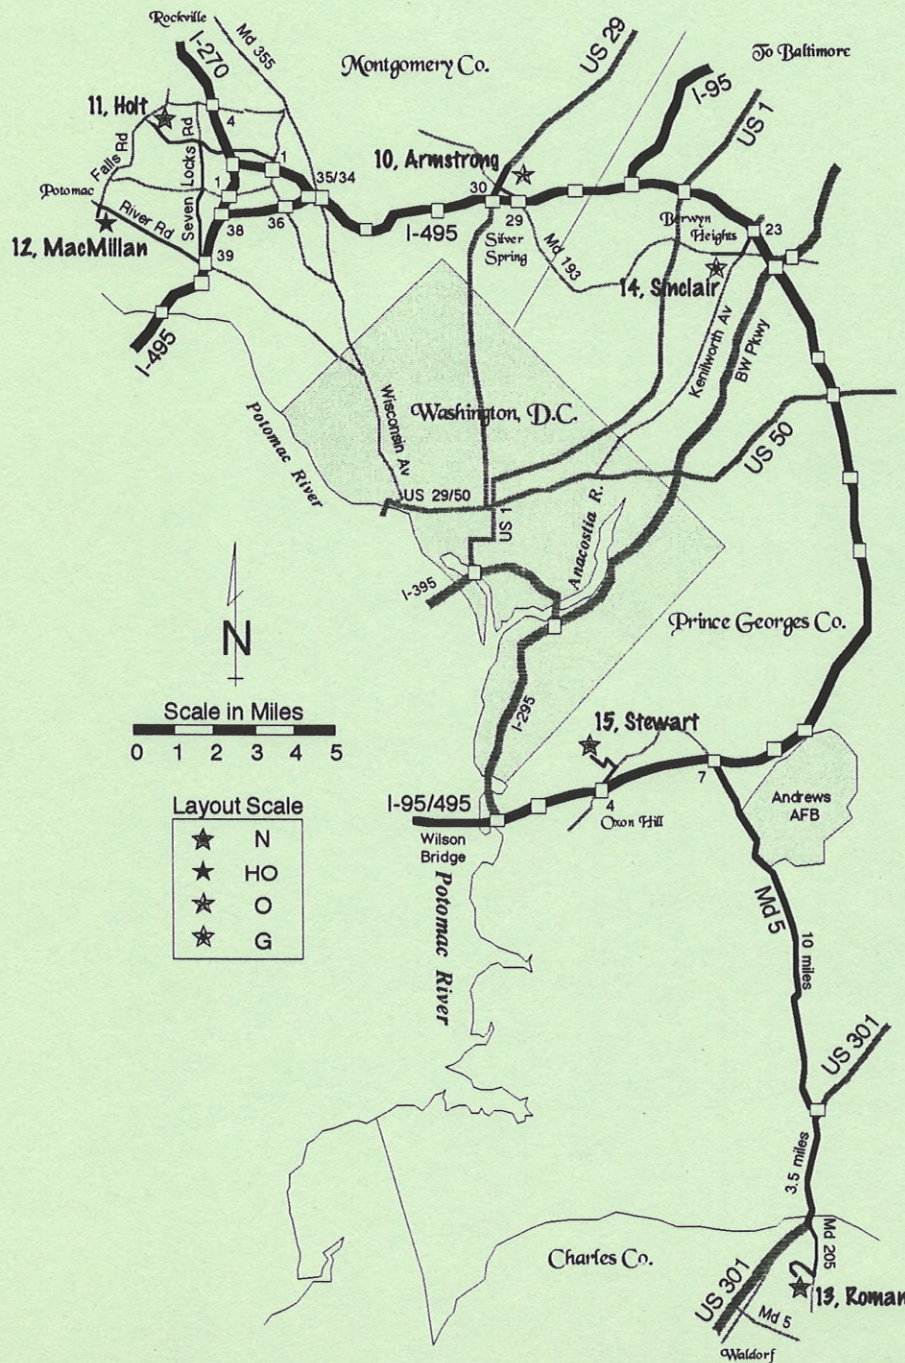 Rockville
Md 355
I-270
Montgomery Co.
US 29
To Baltimore
I-95
US 1
11, Holt
4
Falls Rd
Seven Locks Rd
1
1
35/34
10, Armstrong
30
29
Potomac
River Rd
38
36
I-495
Silver
Spring
Md 193
Berwyn
Heights
23
12, MacMillan
39
14, Sinclair
I-495
Kenilworth Av
BW Pkwy
Potomac River
Wisconsin Av
Washington, D.C.
US 50
US 29/50
US 1
Anacostia R.
I-395
N
Prince Georges Co.
Scale in Miles
0 1 2 3 4 5
I-295
15, Stewart
Layout Scale
N
HO
O
G
I-95/495
Wilson
Bridge
4
Oxon Hill
7
Andrews
AFB
Potomac River
Md 5
10 miles
US 301
3.5 miles
Charles Co.
Md 205
US 301
13, Roman
Md 5
Waldorf